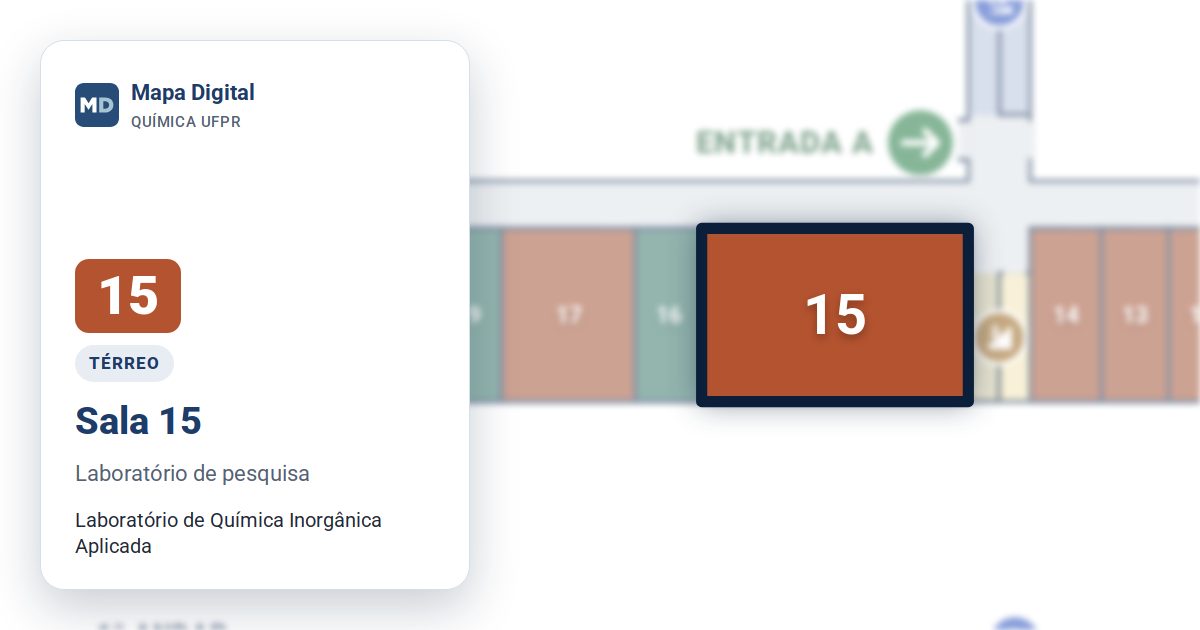 MD
Mapa Digital
QUÍMICA UFPR
15
TÉRREO
Sala 15
Laboratório de pesquisa
Laboratório de Química Inorgânica
Aplicada
ENTRADA A
17
16
15
14
13